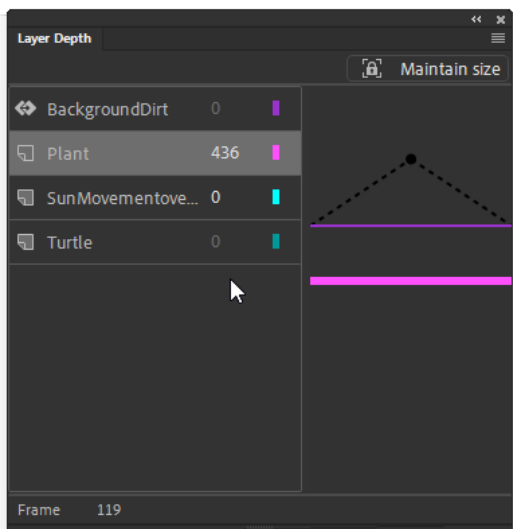 Layer Depth
Maintain size
BackgroundDirt 0
Plant 436
SunMovementove... 0
Turtle 0
Frame 119